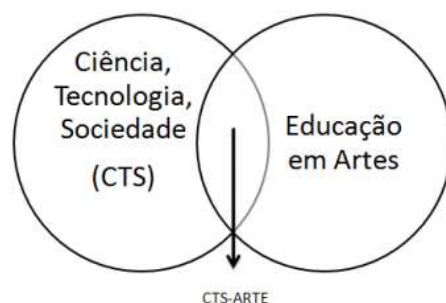 Ciência,
Tecnologia,
Sociedade
(CTS)
Educação
em Artes
CTS-ARTE